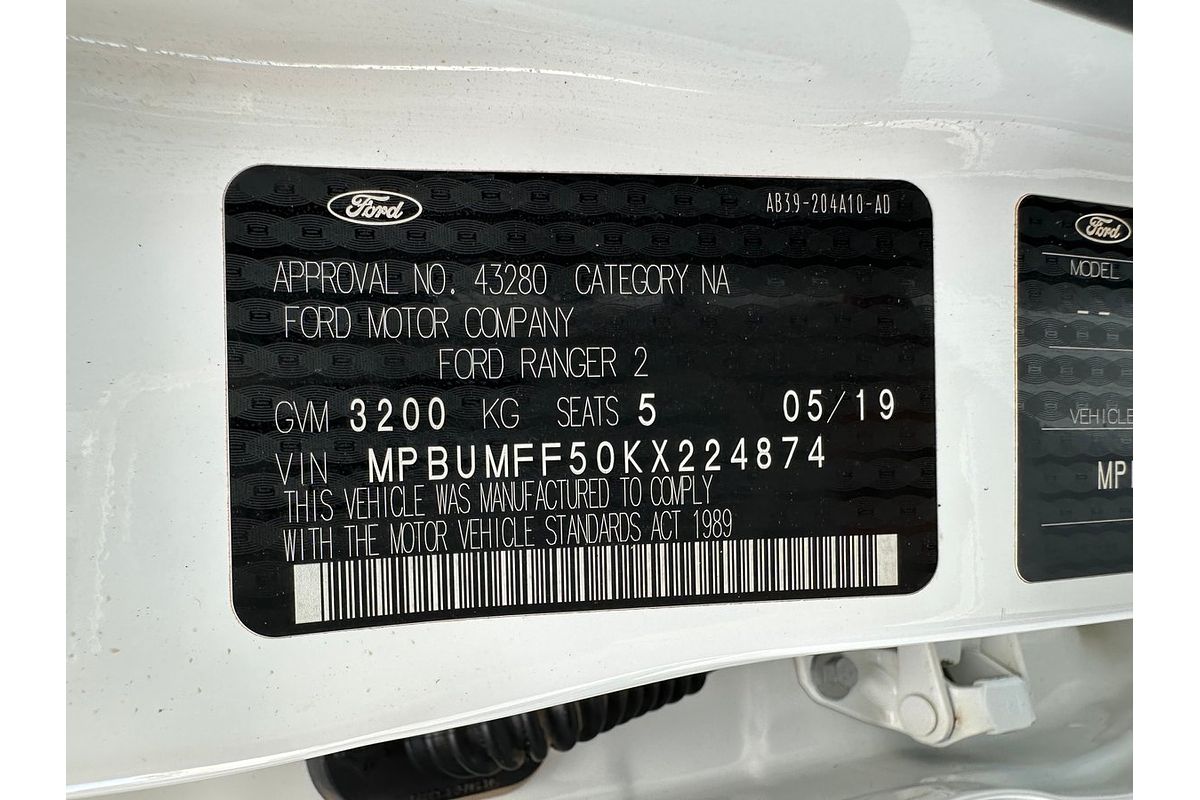 Ford
AB39-204A10-AD
APPROVAL NO. 43280 CATEGORY NA
FORD MOTOR COMPANY
FORD RANGER 2
GVM 3200 KG SEATS 5 05/19
VIN MPBUMFF50KX224874
THIS VEHICLE WAS MANUFACTURED TO COMPLY
WITH THE MOTOR VEHICLE STANDARDS ACT 1989
Ford
MODEL
--
VEHICLE